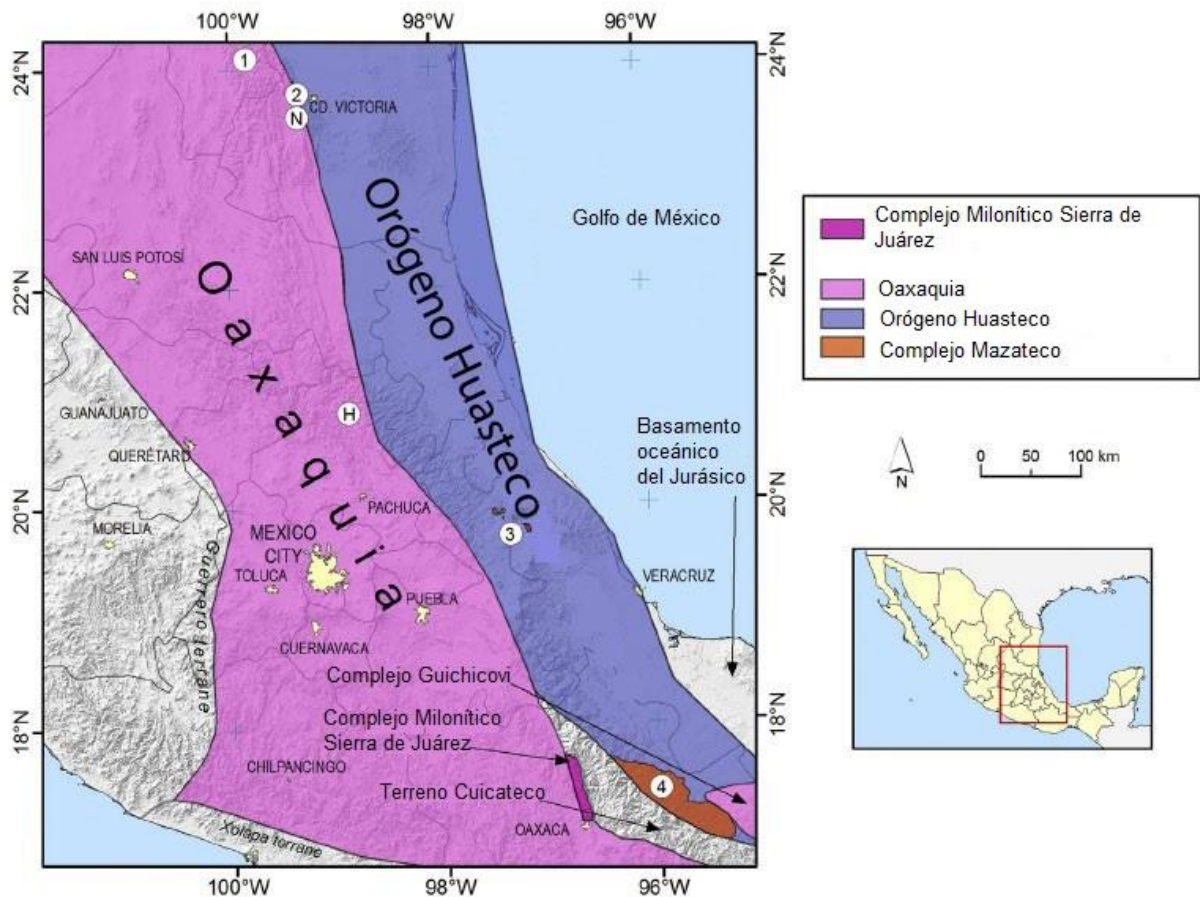 100°W
98°W
96°W
24°N
22°N
20°N
18°N
24°N
22°N
20°N
18°N
1
2
N
CD. VICTORIA
Golfo de México
Orógeno Huasteco
SAN LUIS POTOSÍ
Oaxaquia
GUANAJUATO
H
QUERÉTARO
Basamento
oceánico
del Jurásico
PACHUCA
3
MORELIA
MEXICO
CITY
TOLUCA
VERACRUZ
PUEBLA
Guerrero terrane
CUERNAVACA
Complejo Guichicovi
Complejo Milonítico
Sierra de Juárez
CHILPANCINGO
4
Terreno Cuicateco
OAXACA
Xolapa terrane
100°W
98°W
96°W
Complejo Milonítico Sierra de
Juárez
Oaxaquia
Orógeno Huasteco
Complejo Mazateco
N
0 50 100 km